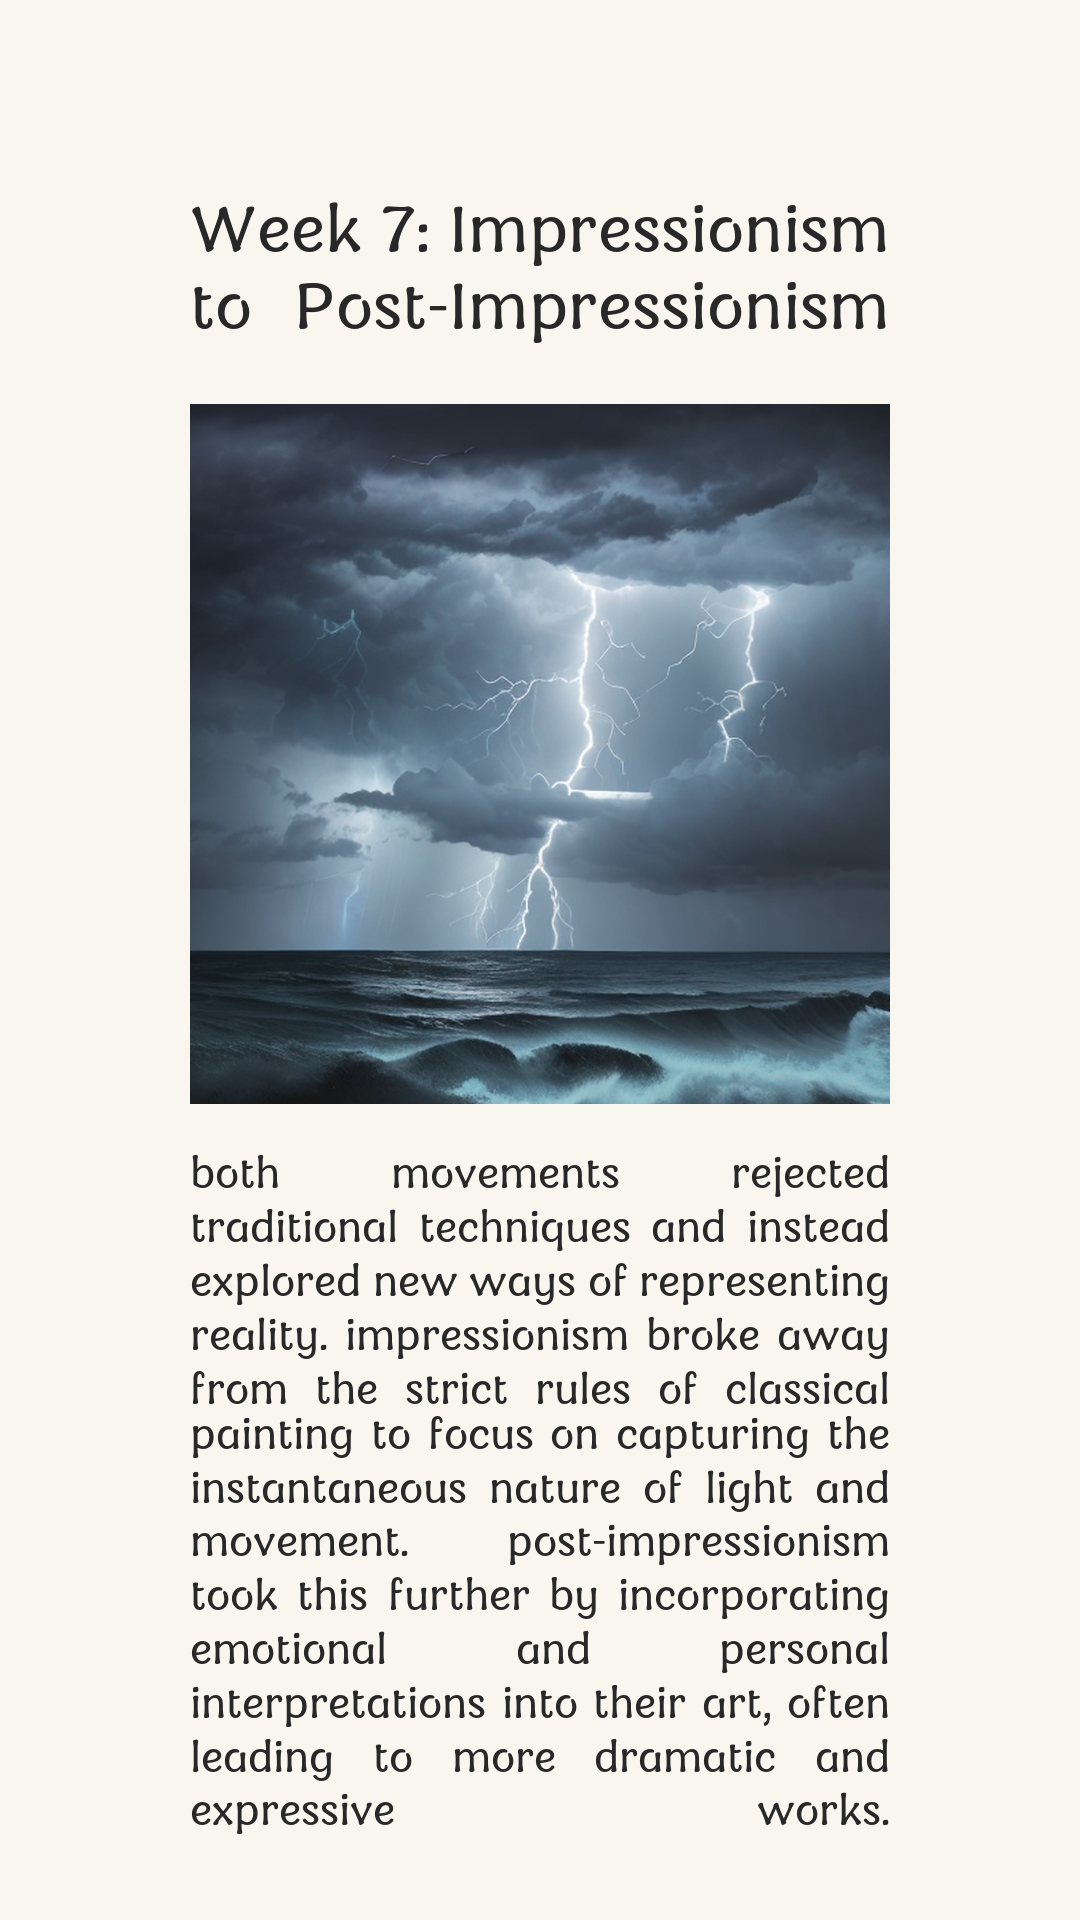 Week 7: Impressionism
to Post-Impressionism
both movements rejected
traditional techniques and instead
explored new ways of representing
reality. impressionism broke away
from the strict rules of classical
painting to focus on capturing the
instantaneous nature of light and
movement. post-impressionism
took this further by incorporating
emotional and personal
interpretations into their art, often
leading to more dramatic and
expressive works.